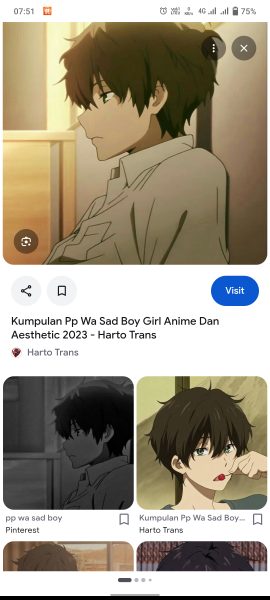 07:51
4G
75%
Visit
Kumpulan Pp Wa Sad Boy Girl Anime Dan
Aesthetic 2023 - Harto Trans
Harto Trans
pp wa sad boy
Pinterest
Kumpulan Pp Wa Sad Boy...
Harto Trans